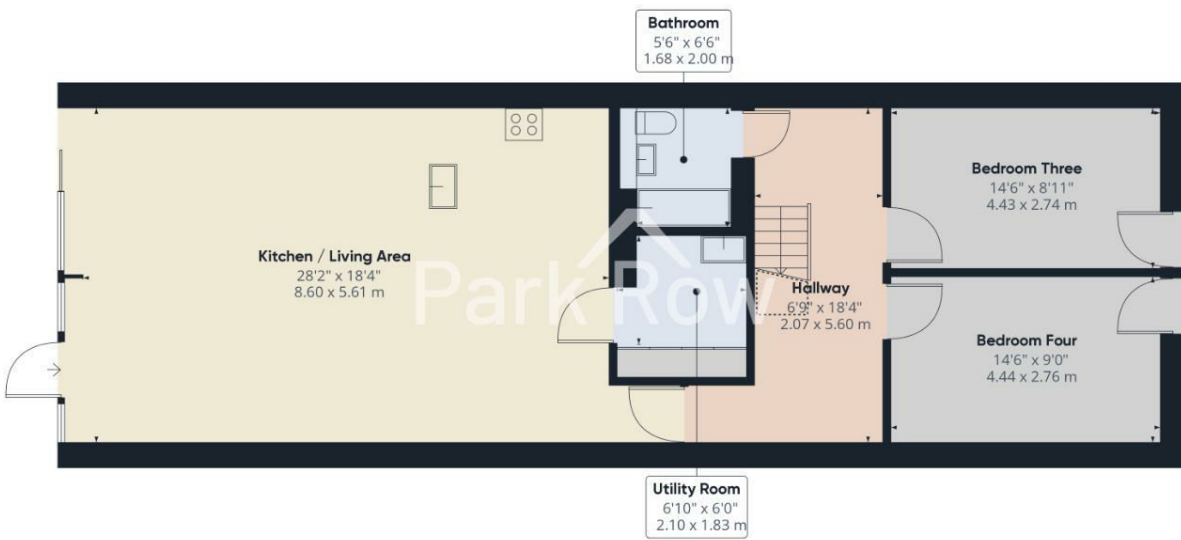 Bathroom
5'6" x 6'6"
1.68 x 2.00 m
Kitchen / Living Area
28'2" x 18'4"
8.60 x 5.61 m
Bedroom Three
14'6" x 8'11"
4.43 x 2.74 m
Park Row
Hallway
6'9" x 18'4"
2.07 x 5.60 m
Bedroom Four
14'6" x 9'0"
4.44 x 2.76 m
Utility Room
6'10" x 6'0"
2.10 x 1.83 m